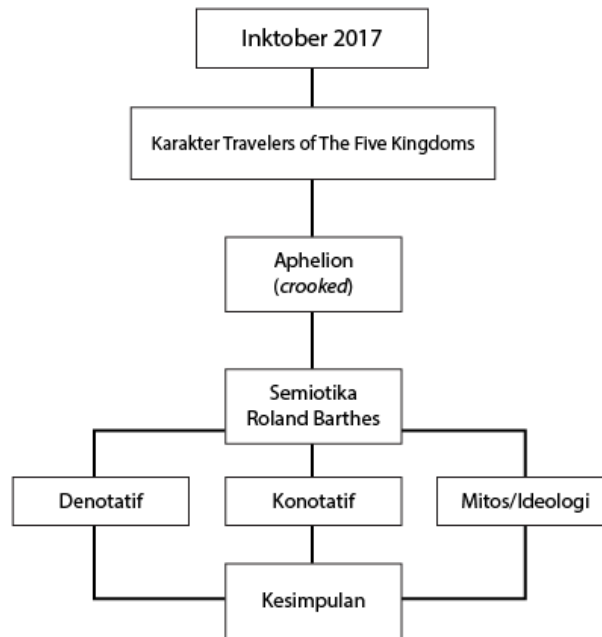 Inktober 2017
Karakter Travelers of The Five Kingdoms
Aphelion
(crooked)
Semiotika
Roland Barthes
Denotatif
Konotatif
Mitos/Ideologi
Kesimpulan